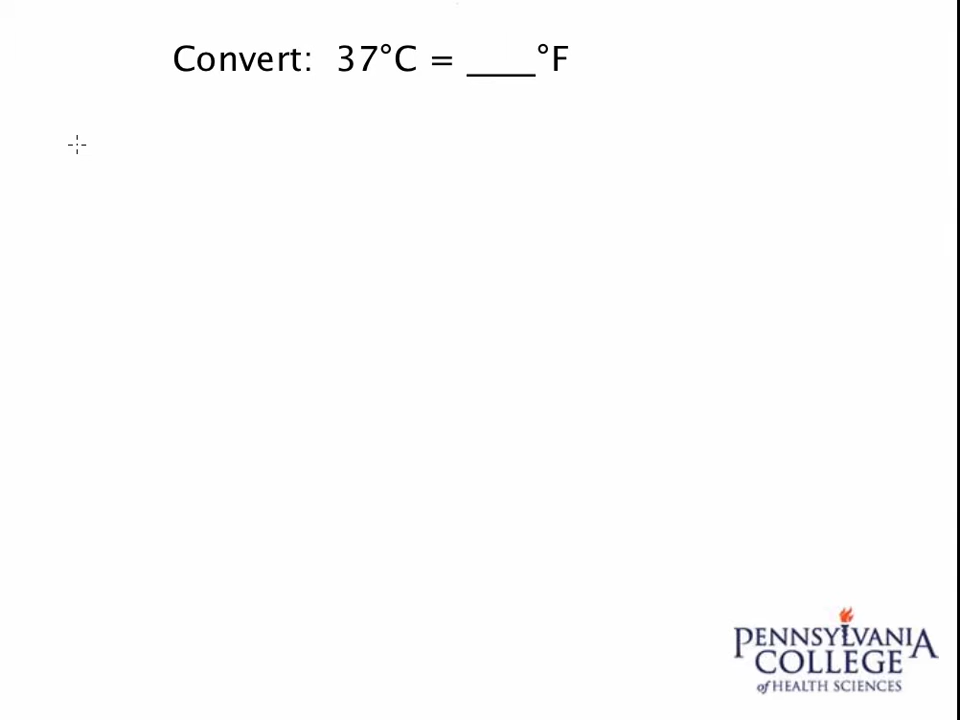 Convert: 37°C = ____°F
PENNSYLVANIA
COLLEGE
of HEALTH SCIENCES